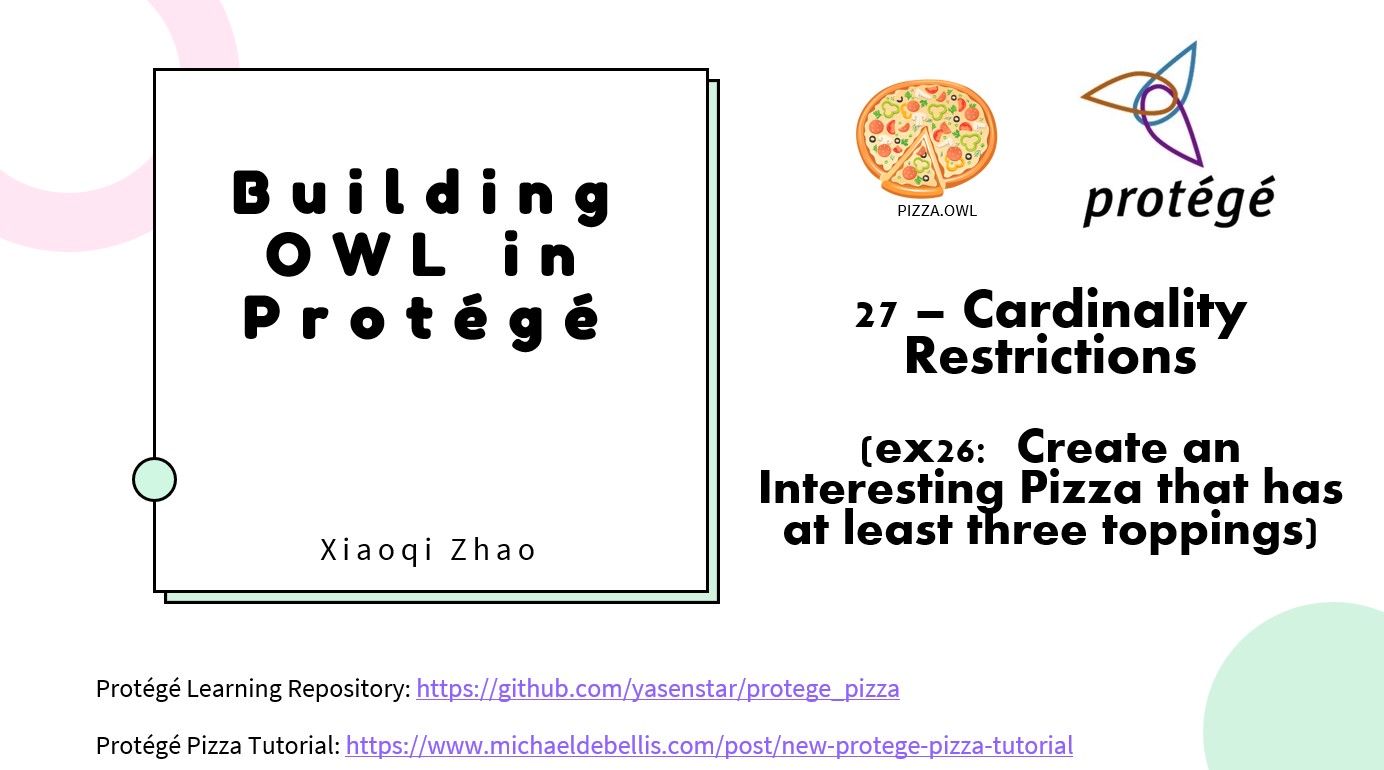 Building
OWL in
Protégé
Xiaoqi Zhao
PIZZA.OWL
protégé
27 – Cardinality
Restrictions
(ex26: Create an
Interesting Pizza that has
at least three toppings)
Protégé Learning Repository: https://github.com/yasenstar/protege_pizza
Protégé Pizza Tutorial: https://www.michaeldebellis.com/post/new-protege-pizza-tutorial